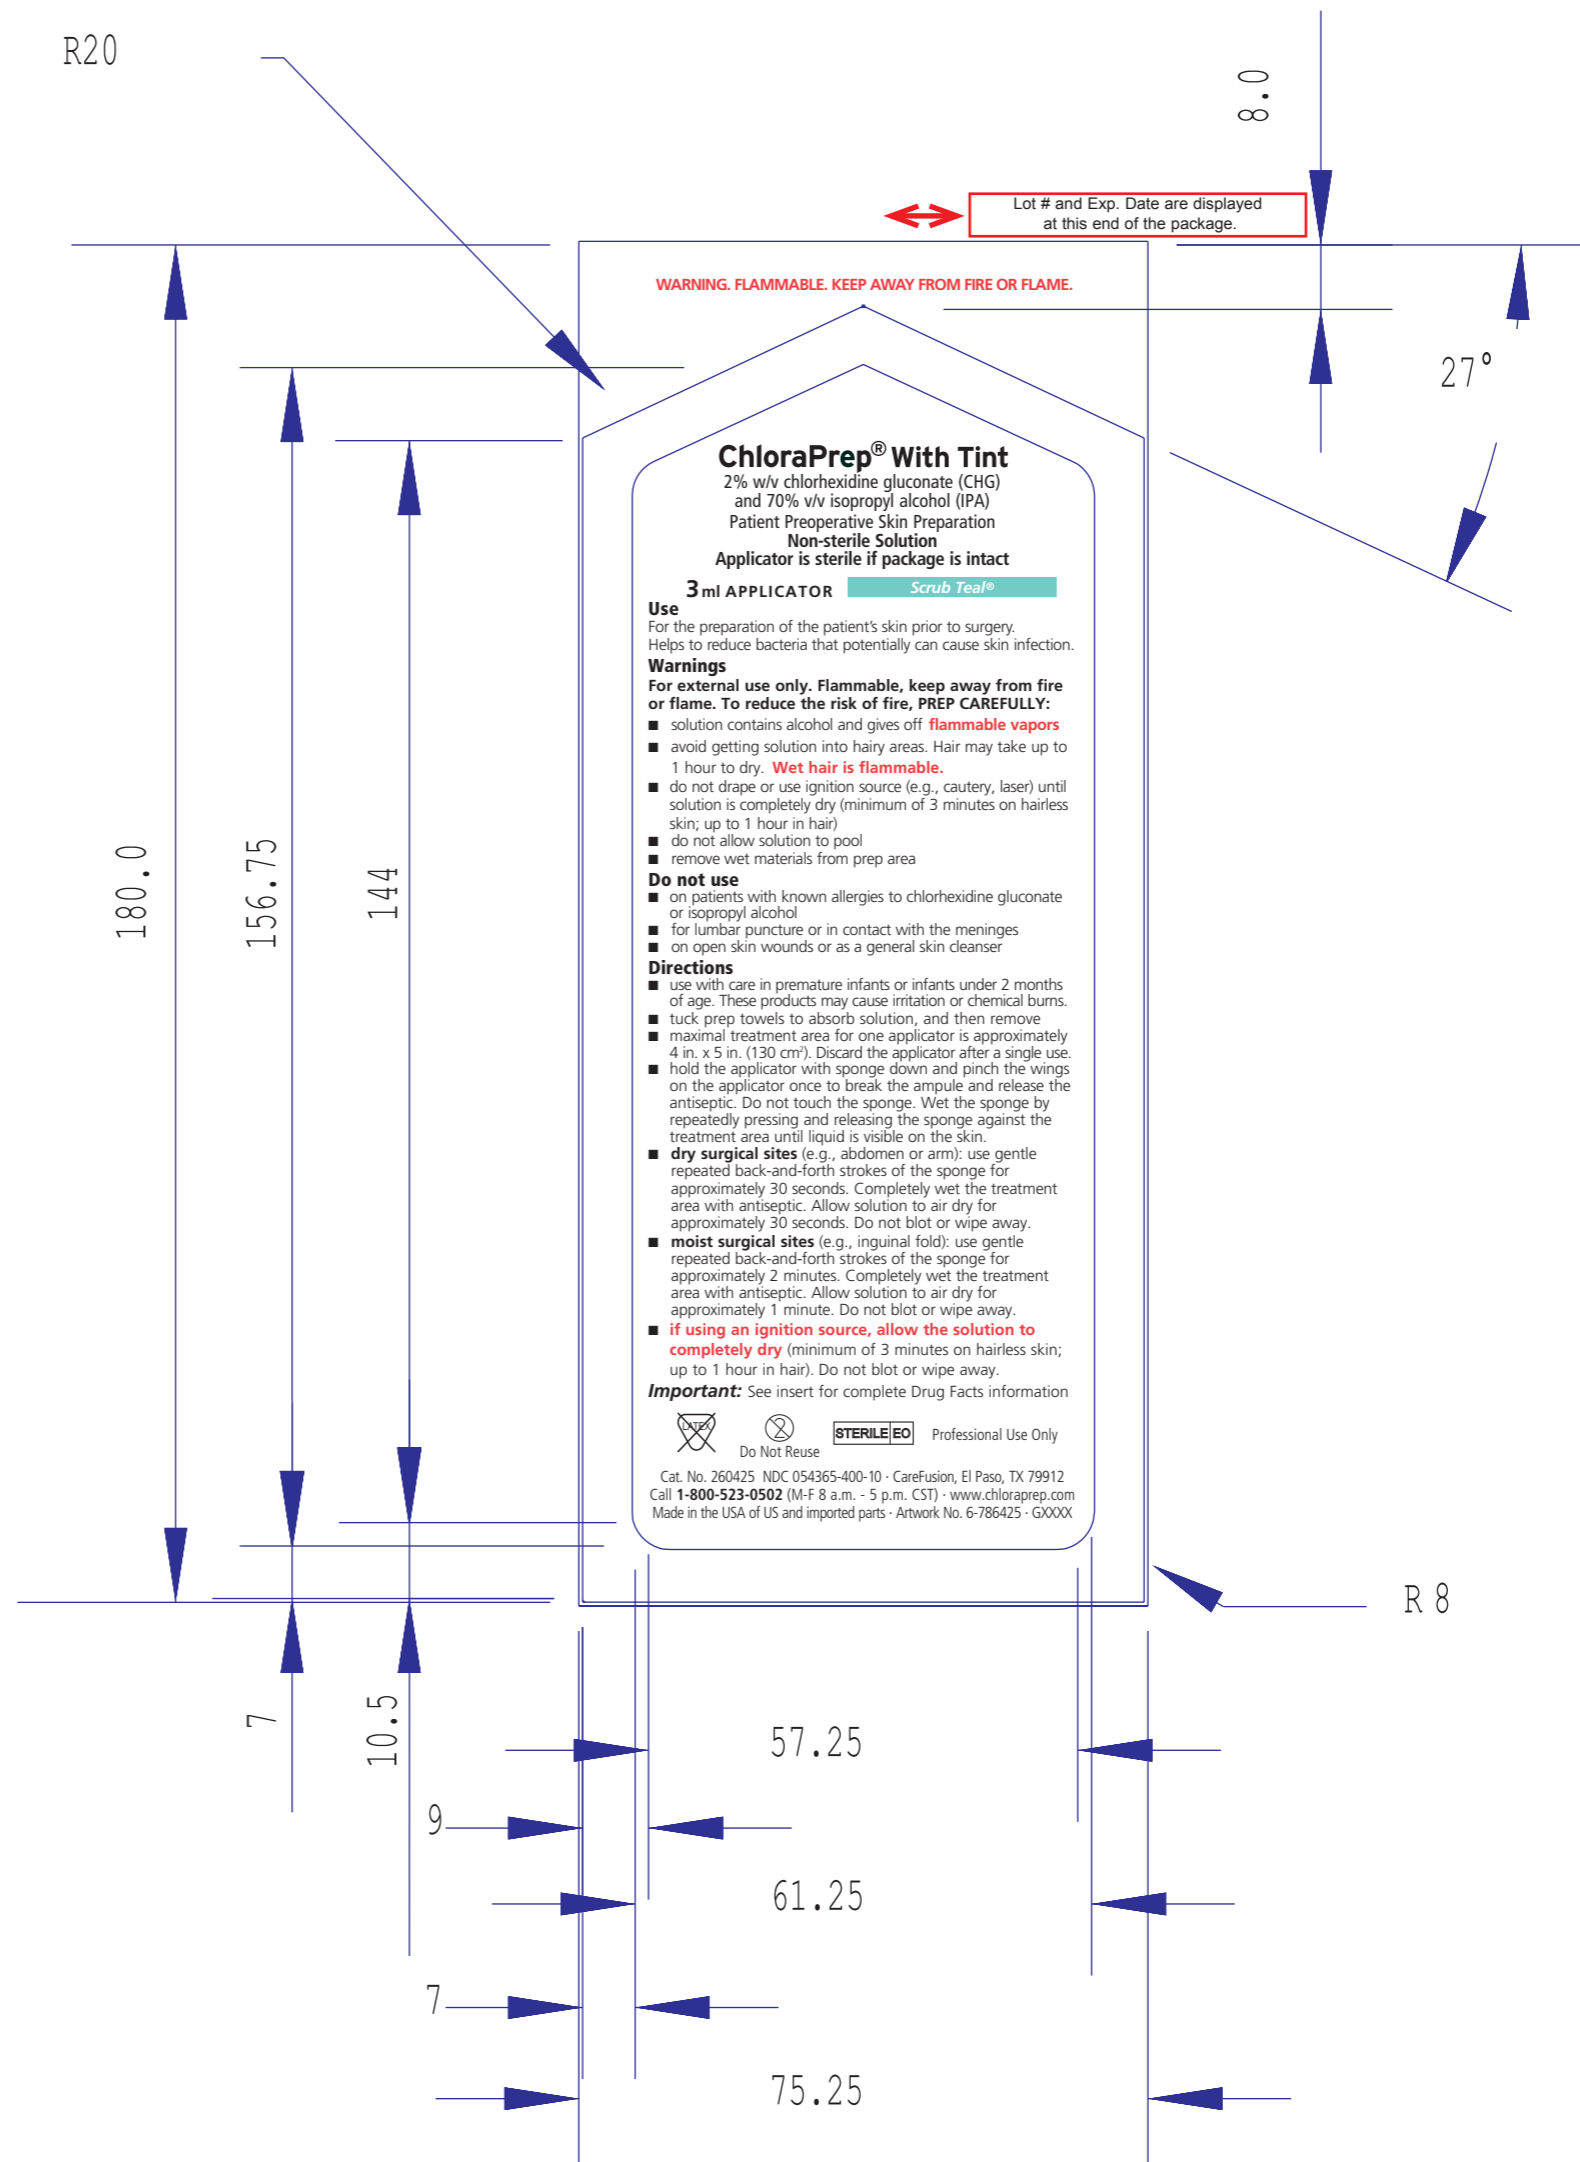 R20
8.0
Lot # and Exp. Date are displayed
at this end of the package.
WARNING. FLAMMABLE. KEEP AWAY FROM FIRE OR FLAME.
27°
ChloraPrep® With Tint
2% w/v chlorhexidine gluconate (CHG)
and 70% v/v isopropyl alcohol (IPA)
Patient Preoperative Skin Preparation
Non-sterile Solution
Applicator is sterile if package is intact
3 ml APPLICATOR Scrub Teal®
Use
For the preparation of the patient’s skin prior to surgery.
Helps to reduce bacteria that potentially can cause skin infection.
Warnings
For external use only. Flammable, keep away from fire
or flame. To reduce the risk of fire, PREP CAREFULLY:
■ solution contains alcohol and gives off flammable vapors
■ avoid getting solution into hairy areas. Hair may take up to
1 hour to dry. Wet hair is flammable.
■ do not drape or use ignition source (e.g., cautery, laser) until
solution is completely dry (minimum of 3 minutes on hairless
skin; up to 1 hour in hair)
■ do not allow solution to pool
■ remove wet materials from prep area
Do not use
■ on patients with known allergies to chlorhexidine gluconate
or isopropyl alcohol
■ for lumbar puncture or in contact with the meninges
■ on open skin wounds or as a general skin cleanser
Directions
■ use with care in premature infants or infants under 2 months
of age. These products may cause irritation or chemical burns.
■ tuck prep towels to absorb solution, and then remove
■ maximal treatment area for one applicator is approximately
4 in. x 5 in. (130 cm²). Discard the applicator after a single use.
■ hold the applicator with sponge down and pinch the wings
on the applicator once to break the ampule and release the
antiseptic. Do not touch the sponge. Wet the sponge by
repeatedly pressing and releasing the sponge against the
treatment area until liquid is visible on the skin.
■ dry surgical sites (e.g., abdomen or arm): use gentle
repeated back-and-forth strokes of the sponge for
approximately 30 seconds. Completely wet the treatment
area with antiseptic. Allow solution to air dry for
approximately 30 seconds. Do not blot or wipe away.
■ moist surgical sites (e.g., inguinal fold): use gentle
repeated back-and-forth strokes of the sponge for
approximately 2 minutes. Completely wet the treatment
area with antiseptic. Allow solution to air dry for
approximately 1 minute. Do not blot or wipe away.
■ if using an ignition source, allow the solution to
completely dry (minimum of 3 minutes on hairless skin;
up to 1 hour in hair). Do not blot or wipe away.
Important: See insert for complete Drug Facts information
LATEX
2
Do Not Reuse
STERILE EO
Professional Use Only
Cat. No. 260425 NDC 054365-400-10 · CareFusion, El Paso, TX 79912
Call 1-800-523-0502 (M-F 8 a.m. - 5 p.m. CST) · www.chloraprep.com
Made in the USA of US and imported parts · Artwork No. 6-786425 · GXXXX
180.0
156.75
144
R 8
7
10.5
57.25
9
61.25
7
75.25